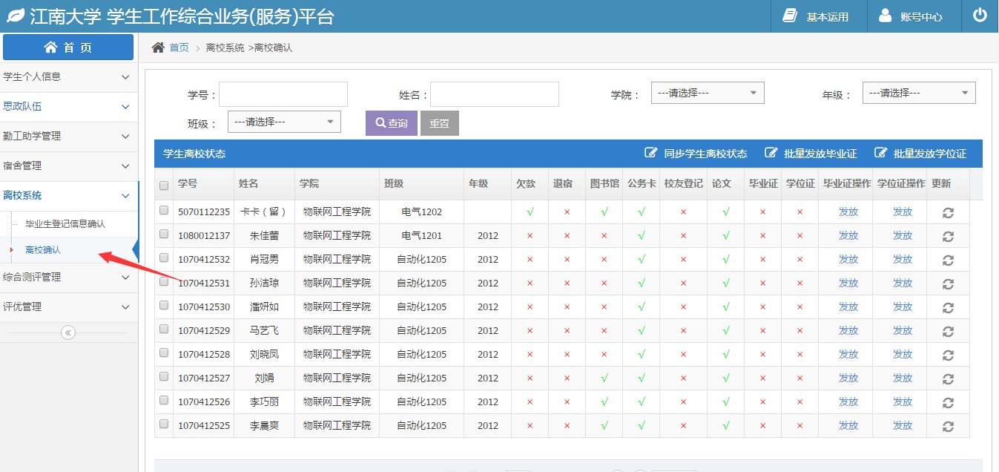 江南大学 学生工作综合业务(服务)平台
基本运用
账号中心
首 页
首页 > 离校系统 >离校确认
学生个人信息
思政队伍
勤工助学管理
宿舍管理
离校系统
毕业生登记信息确认
离校确认
综合测评管理
评优管理
学号：
姓名：
学院： ---请选择---
年级： ---请选择---
班级： ---请选择---
查询 重置
学生离校状态 同步学生离校状态 批量发放毕业证 批量发放学位证
学号 姓名 学院 班级 年级 欠款 退宿 图书馆 公务卡 校友登记 论文 毕业证 学位证 毕业证操作 学位证操作 更新
5070112235 卡卡（留） 物联网工程学院 电气1202 √ × √ √ × √ × × 发放 发放
1080012137 朱佳蕾 物联网工程学院 电气1201 2012 × × × √ × √ × × 发放 发放
1070412532 肖冠男 物联网工程学院 自动化1205 2012 × × × √ × √ × × 发放 发放
1070412531 孙洁琼 物联网工程学院 自动化1205 2012 × × × √ × √ × × 发放 发放
1070412530 潘妍如 物联网工程学院 自动化1205 2012 × × × √ × √ × × 发放 发放
1070412529 马艺飞 物联网工程学院 自动化1205 2012 × × × √ × √ × × 发放 发放
1070412528 刘晓凤 物联网工程学院 自动化1205 2012 × × × √ × √ × × 发放 发放
1070412527 刘娟 物联网工程学院 自动化1205 2012 × × √ √ × √ × × 发放 发放
1070412526 李巧丽 物联网工程学院 自动化1205 2012 × × √ √ × √ × × 发放 发放
1070412525 李晨爽 物联网工程学院 自动化1205 2012 × × √ √ × √ × × 发放 发放